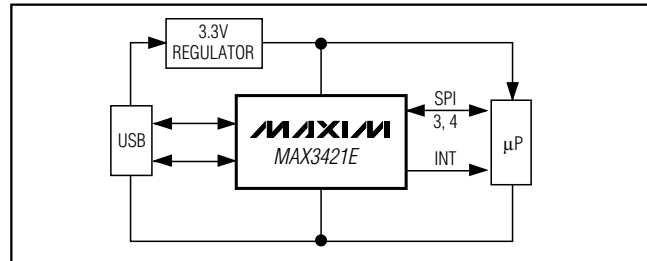 3.3V
REGULATOR
SPI
3, 4
USB
MAXIM
MAX3421E
INT
µP